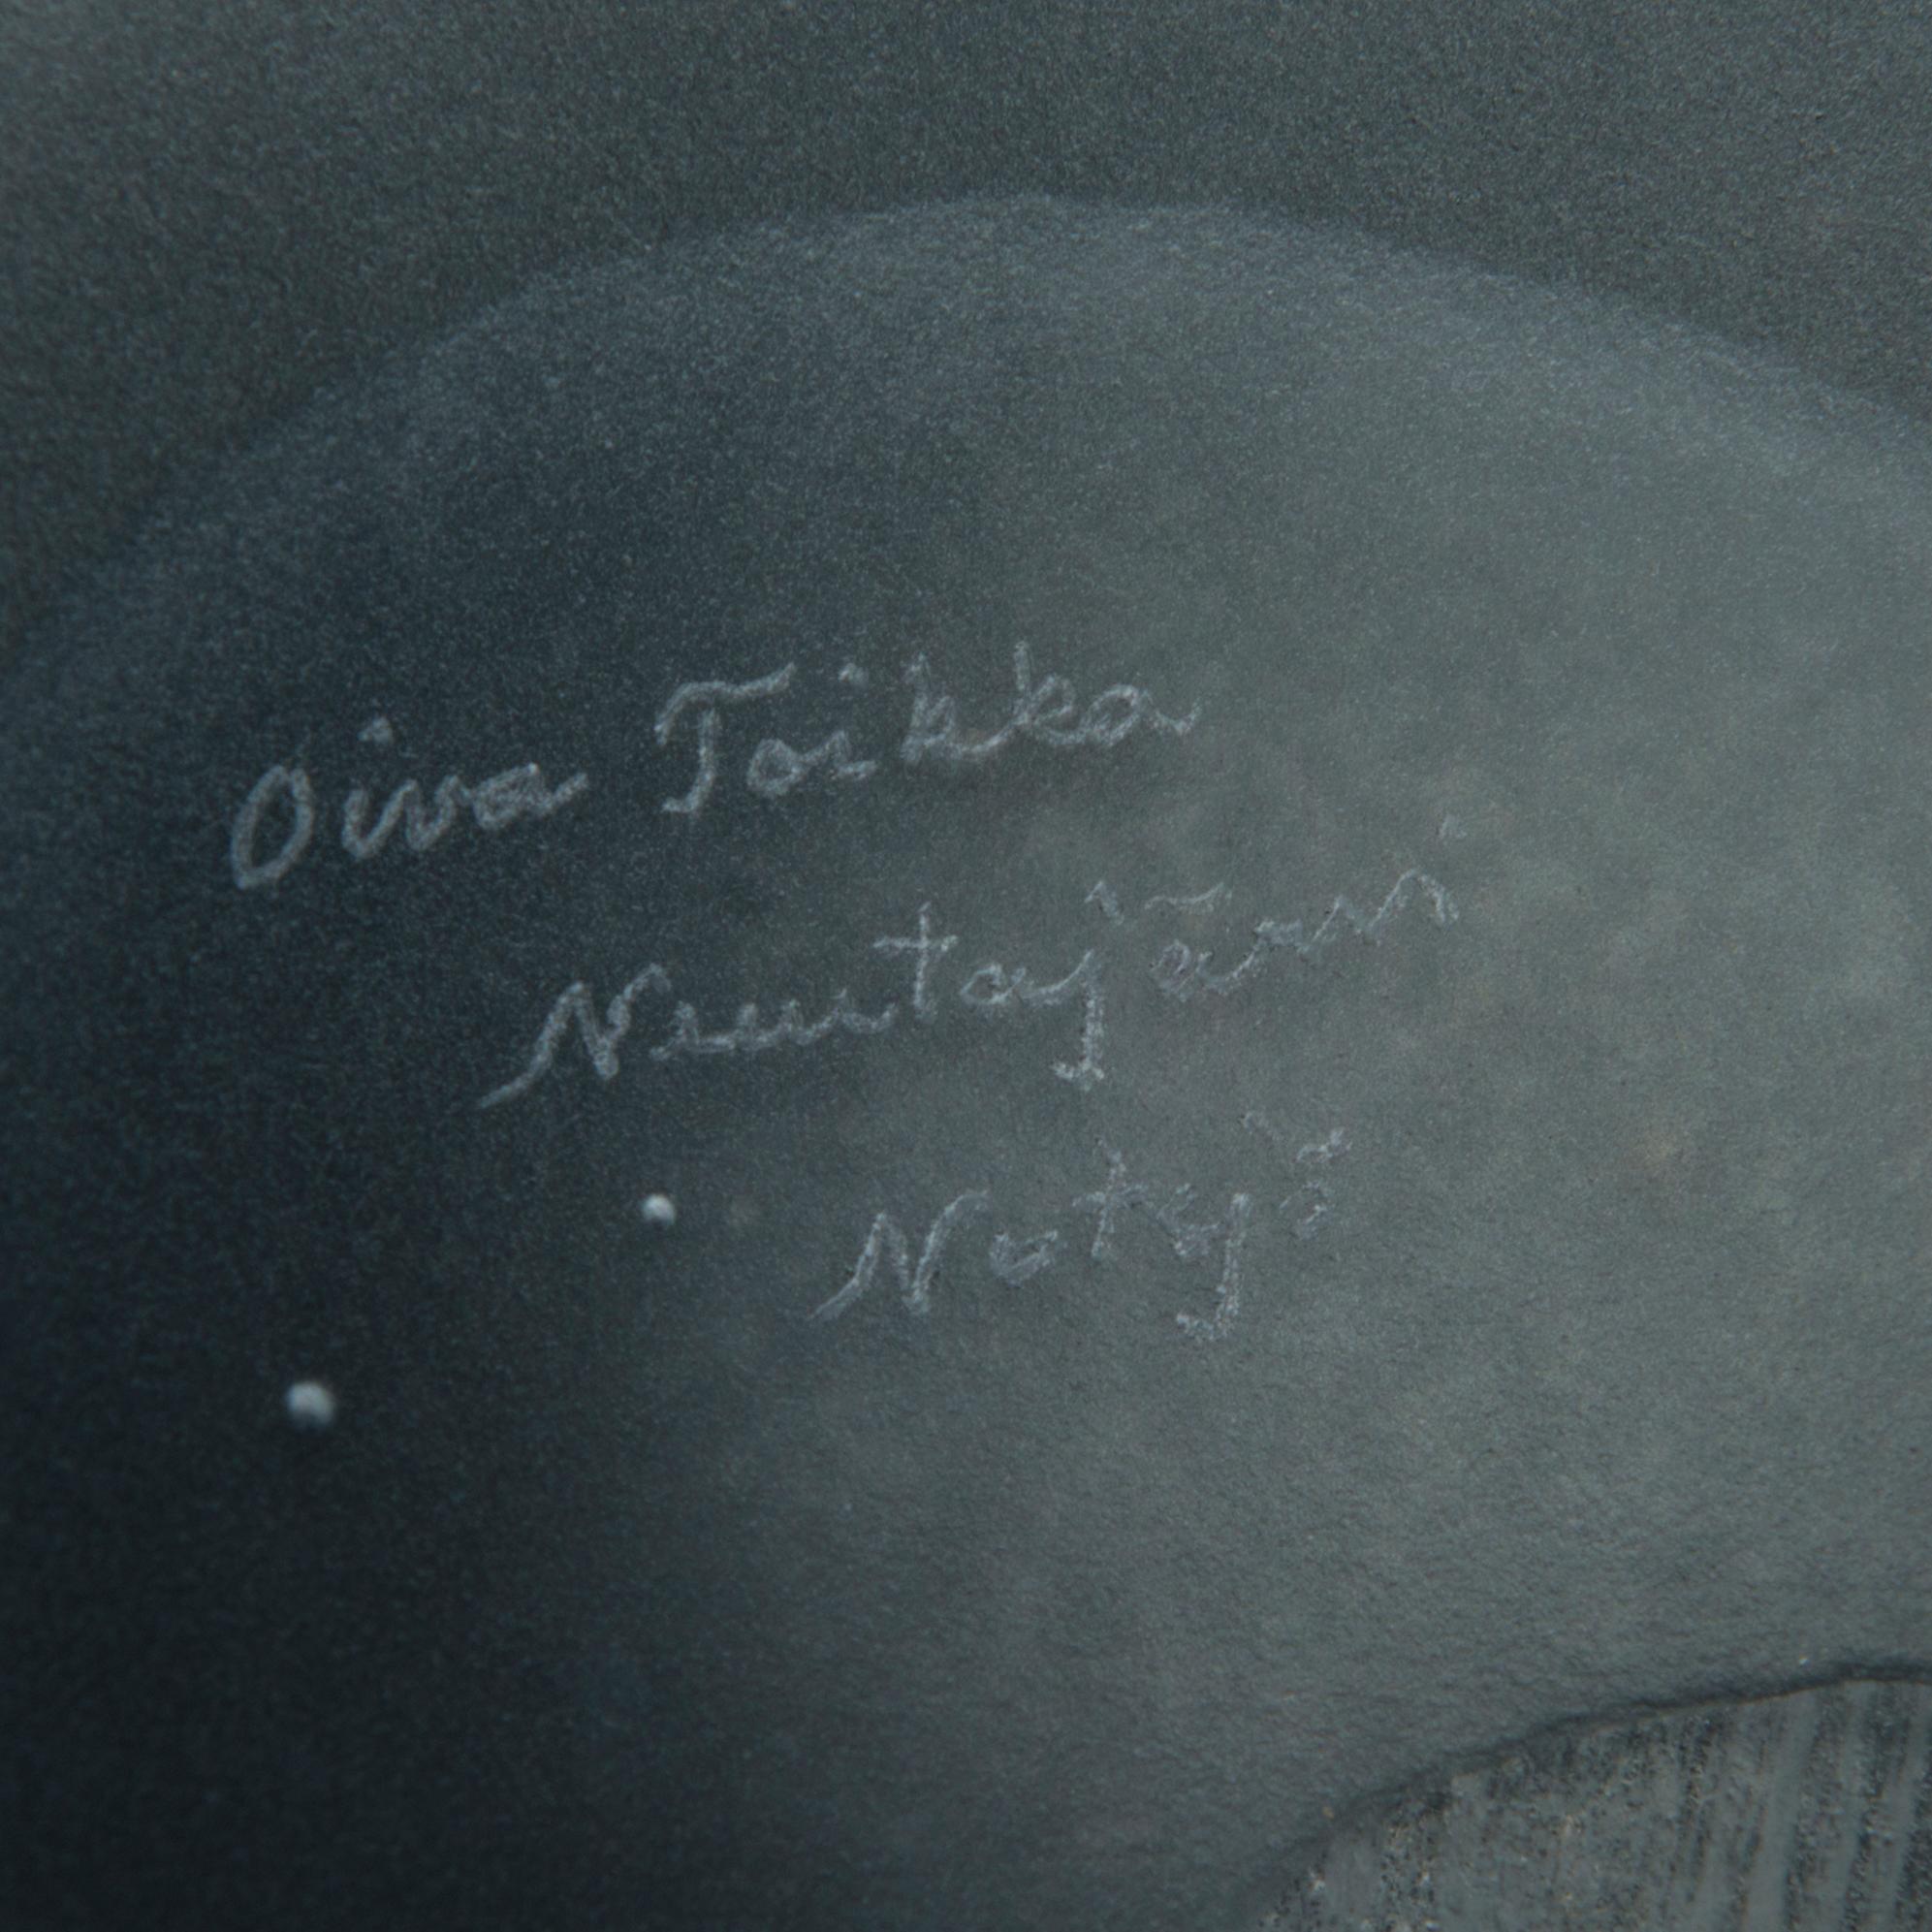 Oiva Toikka
Nuutajärvi
Notsjö